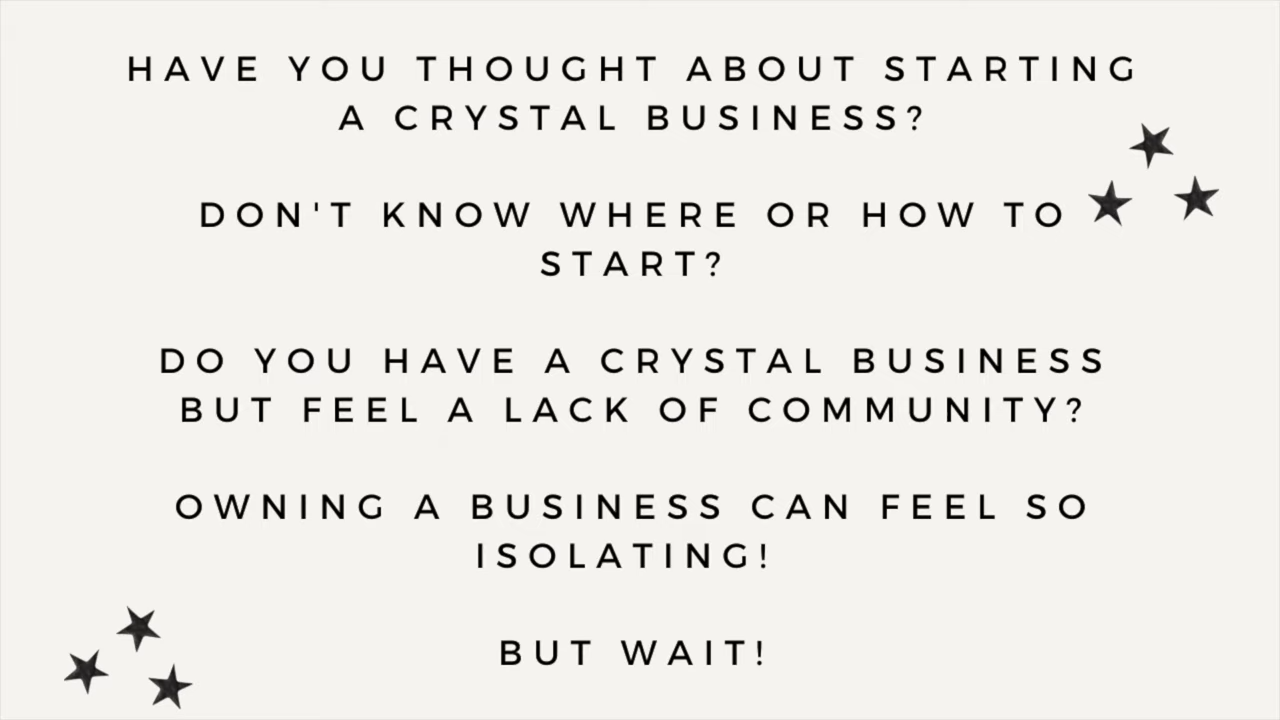 HAVE YOU THOUGHT ABOUT STARTING
A CRYSTAL BUSINESS?
DON'T KNOW WHERE OR HOW TO
START?
DO YOU HAVE A CRYSTAL BUSINESS
BUT FEEL A LACK OF COMMUNITY?
OWNING A BUSINESS CAN FEEL SO
ISOLATING!
BUT WAIT!